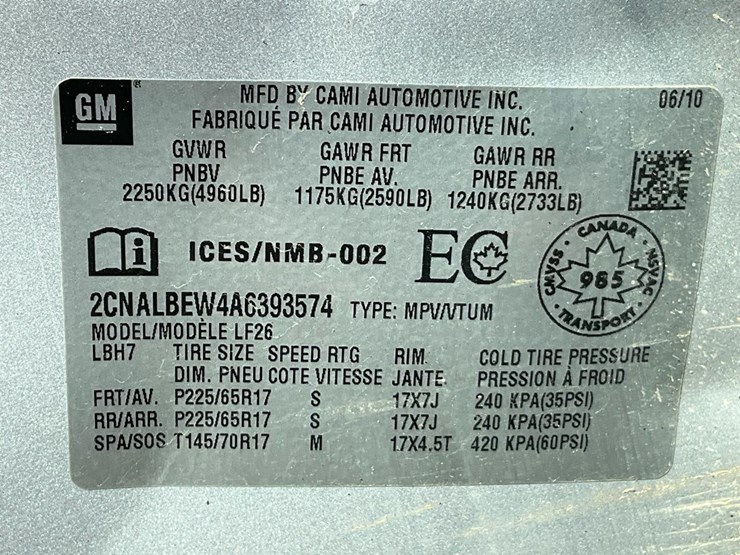 GM
MFD BY CAMI AUTOMOTIVE INC. 06/10
FABRIQUÉ PAR CAMI AUTOMOTIVE INC.
GVWR GAWR FRT GAWR RR
PNBV PNBE AV. PNBE ARR.
2250KG(4960LB) 1175KG(2590LB) 1240KG(2733LB)
ICES/NMB-002 EC
CANADA
CMVSS NSVAC
985
TRANSPORT
2CNALBEW4A6393574 TYPE: MPV/VTUM
MODEL/MODÈLE LF26
LBH7 TIRE SIZE SPEED RTG RIM COLD TIRE PRESSURE
DIM. PNEU COTE VITESSE JANTE PRESSION À FROID
FRT/AV. P225/65R17 S 17X7J 240 KPA(35PSI)
RR/ARR. P225/65R17 S 17X7J 240 KPA(35PSI)
SPA/SOS T145/70R17 M 17X4.5T 420 KPA(60PSI)